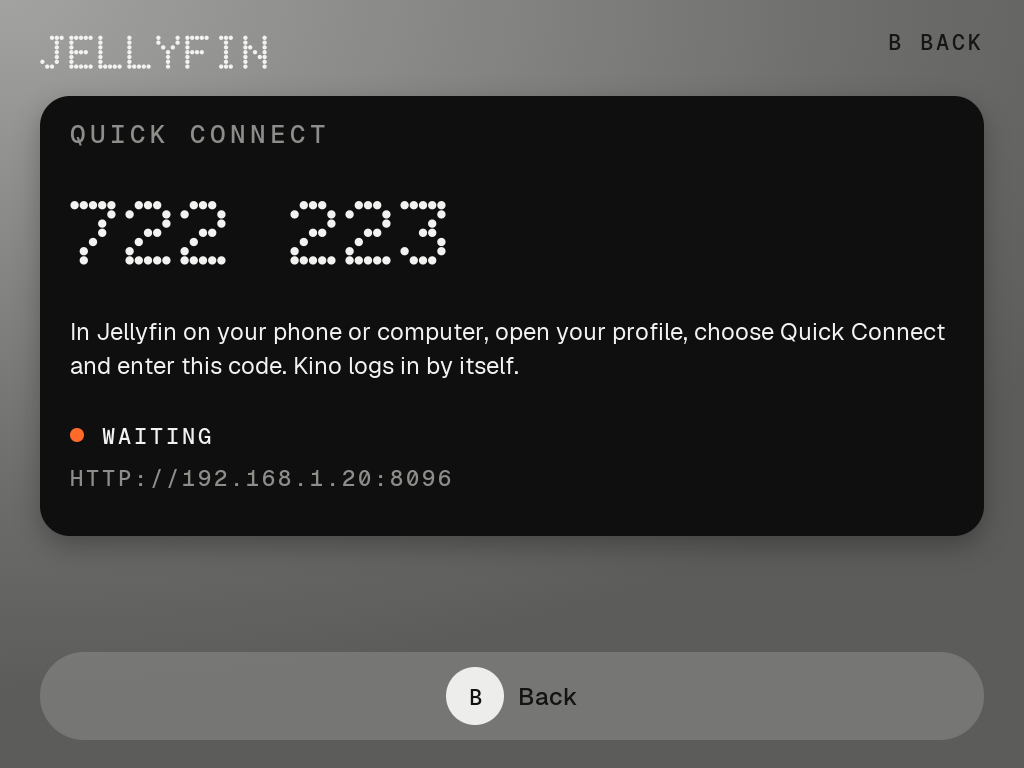 JELLYFIN
B BACK
QUICK CONNECT
722 223
In Jellyfin on your phone or computer, open your profile, choose Quick Connect
and enter this code. Kino logs in by itself.
WAITING
HTTP://192.168.1.20:8096
B Back